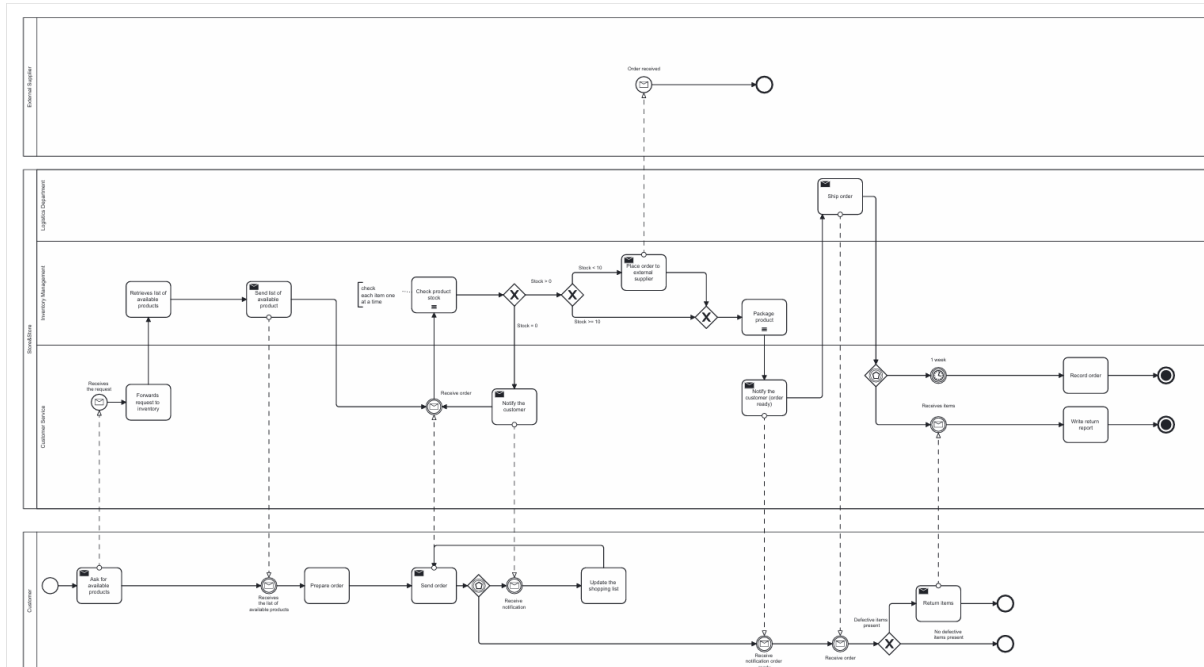 External Supplier
Order received
Store&Store
Logistics Department
Ship order
Inventory Management
Retrieves list of
available
products
Send list of
available
product
check
each item one
at a time
Check product
stock
Stock > 0
Stock = 0
Stock < 10
Stock >= 10
Place order to
external
supplier
Package
product
Customer Service
Receives
the request
Forwards
request to
inventory
Receive order
Notify the
customer
Notify the
customer (order
ready)
1 week
Record order
Receives items
Write return
report
Customer
Ask for
available
products
Receives
the list of
available products
Prepare order
Send order
Receive
notification
Update the
shopping list
Receive
notification order
Receive order
Defective items
present
Return items
No defective
items present